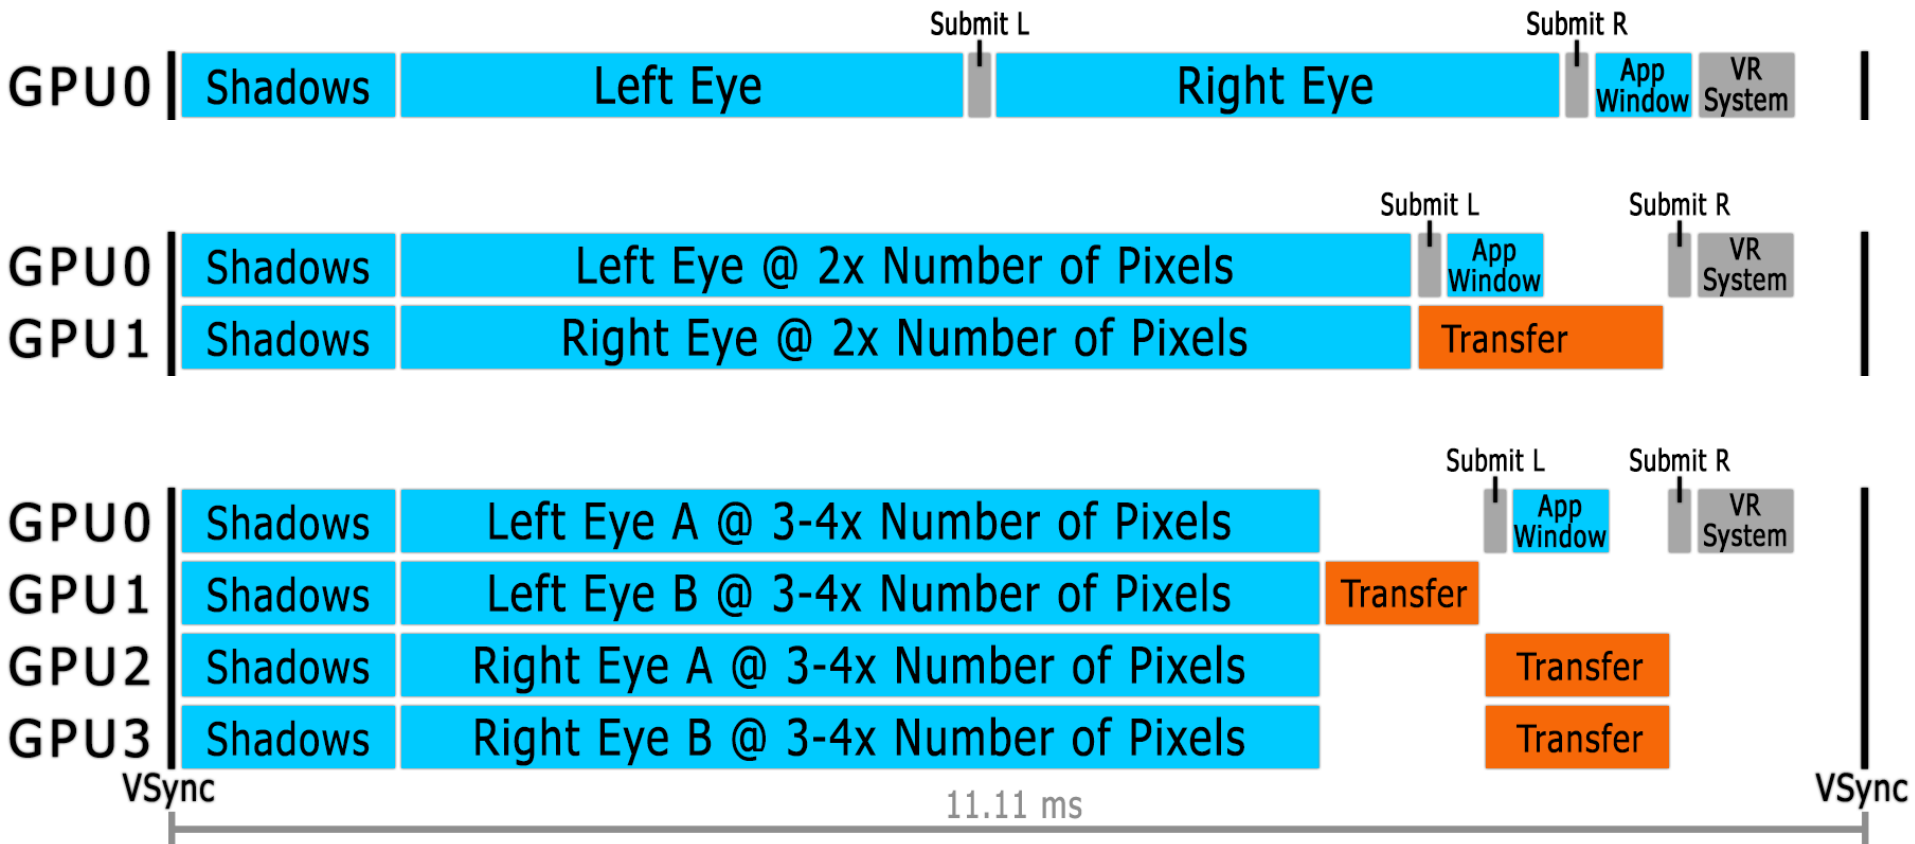 Submit L
Submit R
GPU0 Shadows Left Eye Right Eye App Window VR System
Submit L
Submit R
GPU0 Shadows Left Eye @ 2x Number of Pixels App Window VR System
GPU1 Shadows Right Eye @ 2x Number of Pixels Transfer
Submit L
Submit R
GPU0 Shadows Left Eye A @ 3-4x Number of Pixels App Window VR System
GPU1 Shadows Left Eye B @ 3-4x Number of Pixels Transfer
GPU2 Shadows Right Eye A @ 3-4x Number of Pixels Transfer
GPU3 Shadows Right Eye B @ 3-4x Number of Pixels Transfer
VSync
VSync
11.11 ms